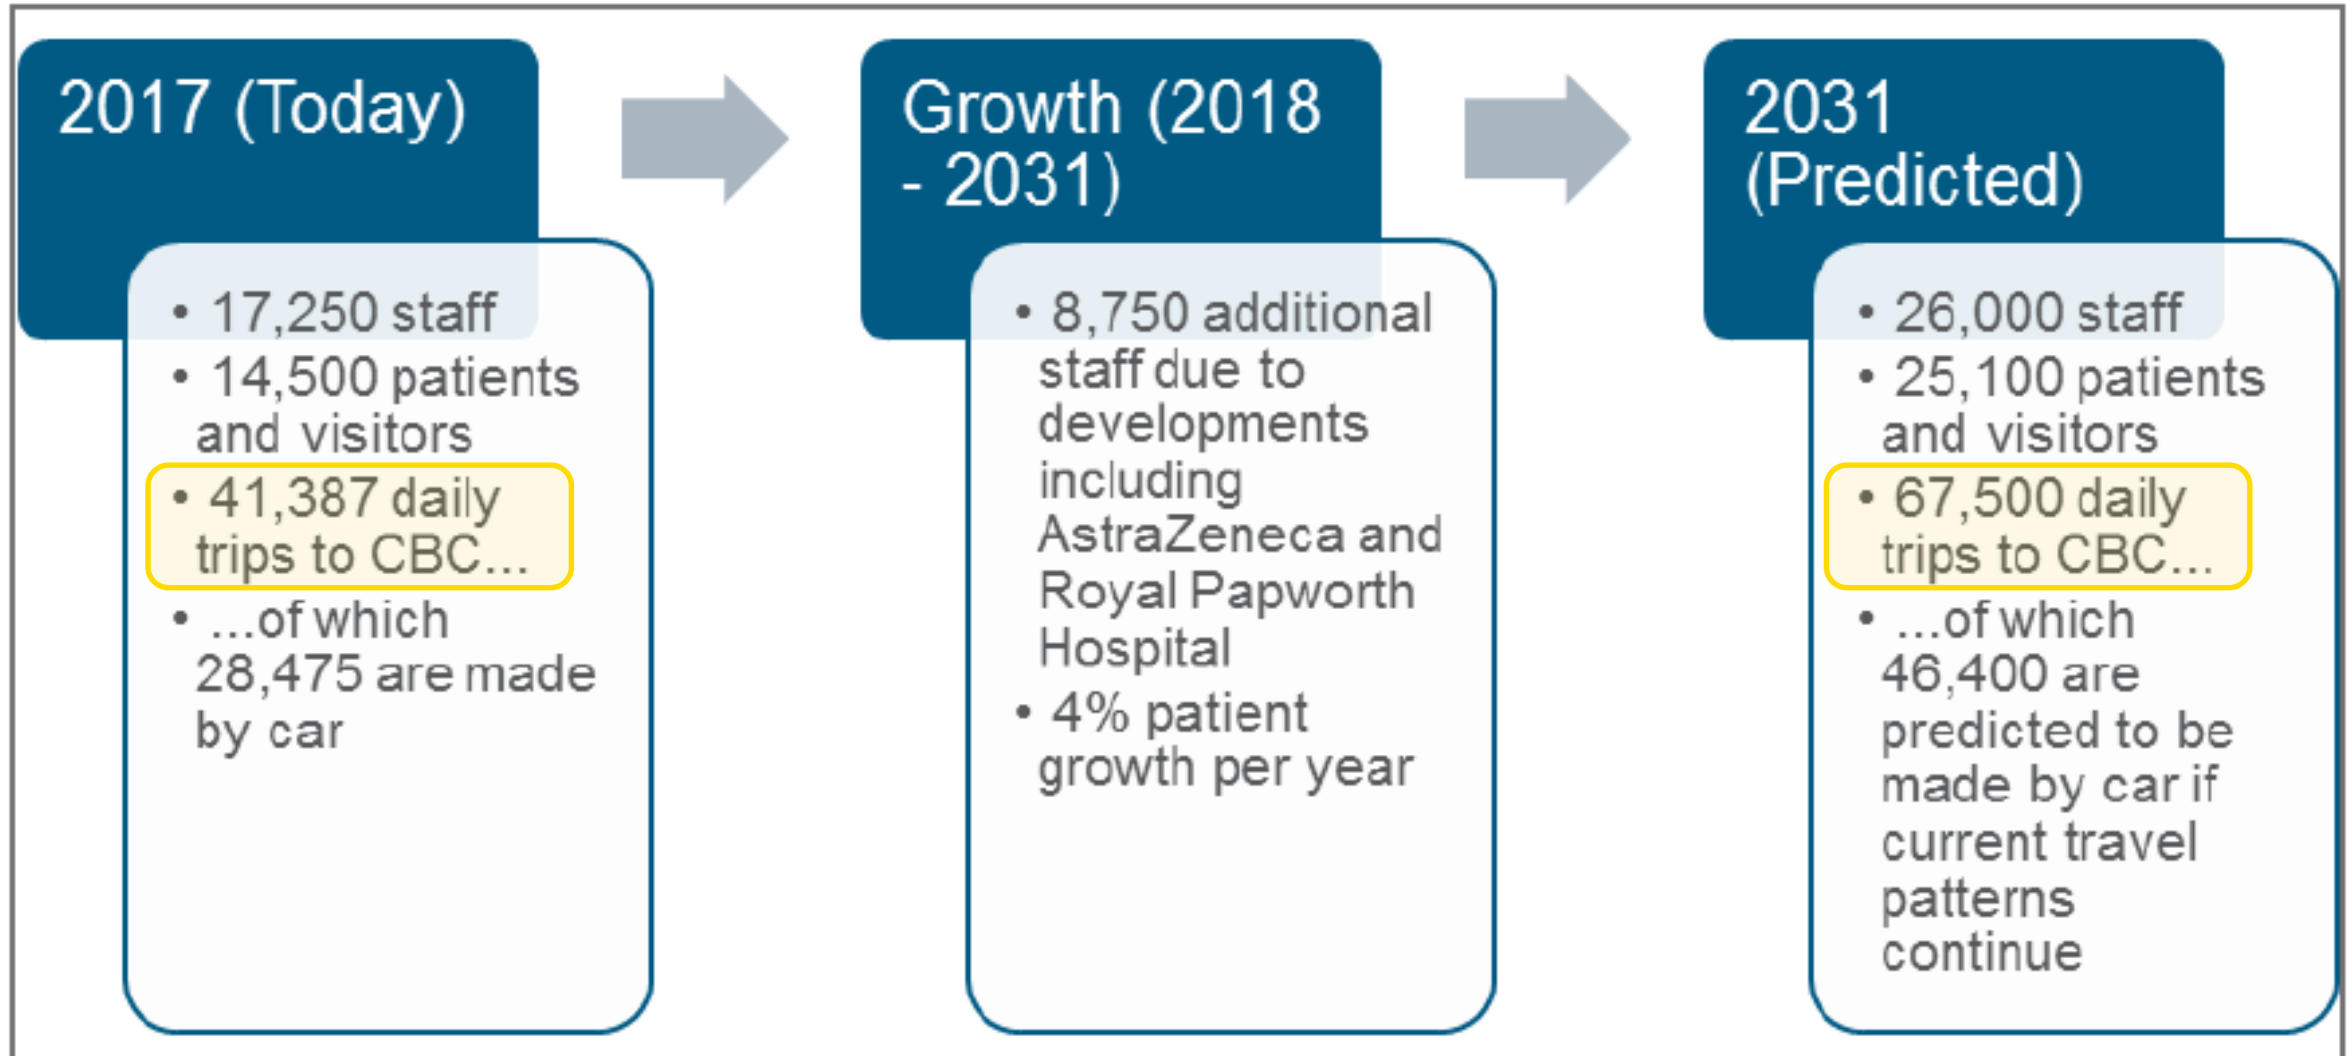 2017 (Today)
• 17,250 staff
• 14,500 patients
and visitors
• 41,387 daily
trips to CBC...
• ...of which
28,475 are made
by car
Growth (2018
- 2031)
• 8,750 additional
staff due to
developments
including
AstraZeneca and
Royal Papworth
Hospital
• 4% patient
growth per year
2031
(Predicted)
• 26,000 staff
• 25,100 patients
and visitors
• 67,500 daily
trips to CBC...
• ...of which
46,400 are
predicted to be
made by car if
current travel
patterns
continue